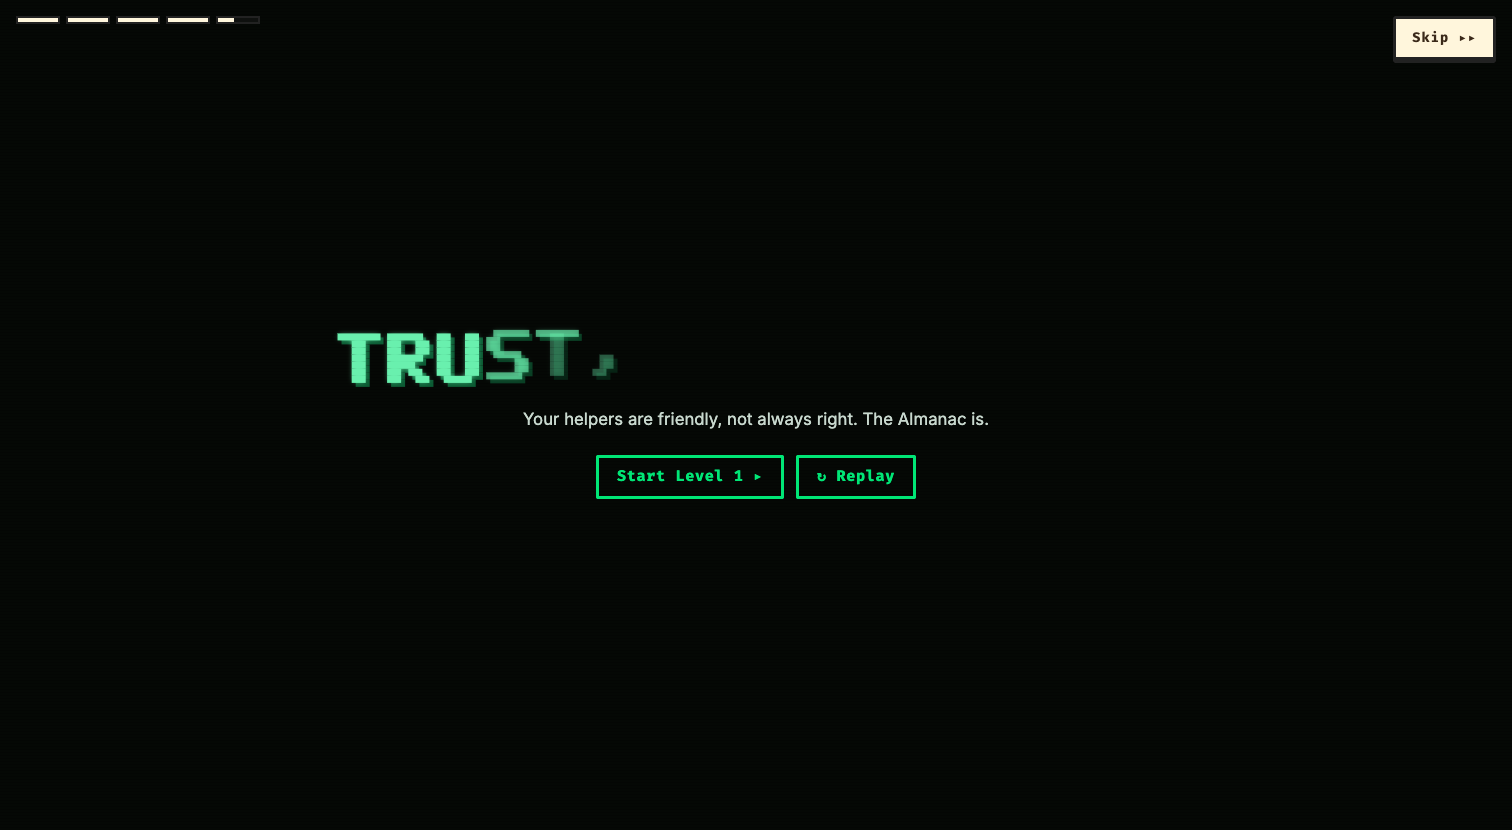 Skip ▸▸
TRUST,
Your helpers are friendly, not always right. The Almanac is.
Start Level 1 ▸
↻ Replay